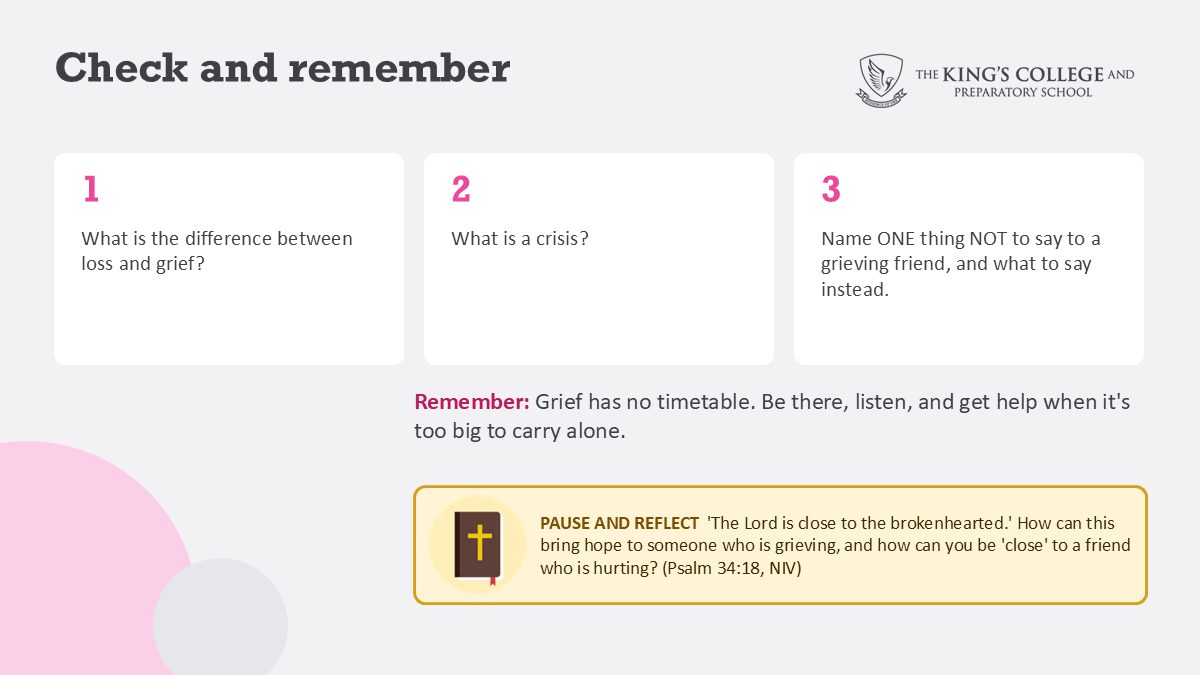 Check and remember
THE KING'S COLLEGE AND
PREPARATORY SCHOOL
1
What is the difference between
loss and grief?
2
What is a crisis?
3
Name ONE thing NOT to say to a
grieving friend, and what to say
instead.
Remember: Grief has no timetable. Be there, listen, and get help when it's
too big to carry alone.
PAUSE AND REFLECT 'The Lord is close to the brokenhearted.' How can this
bring hope to someone who is grieving, and how can you be 'close' to a friend
who is hurting? (Psalm 34:18, NIV)